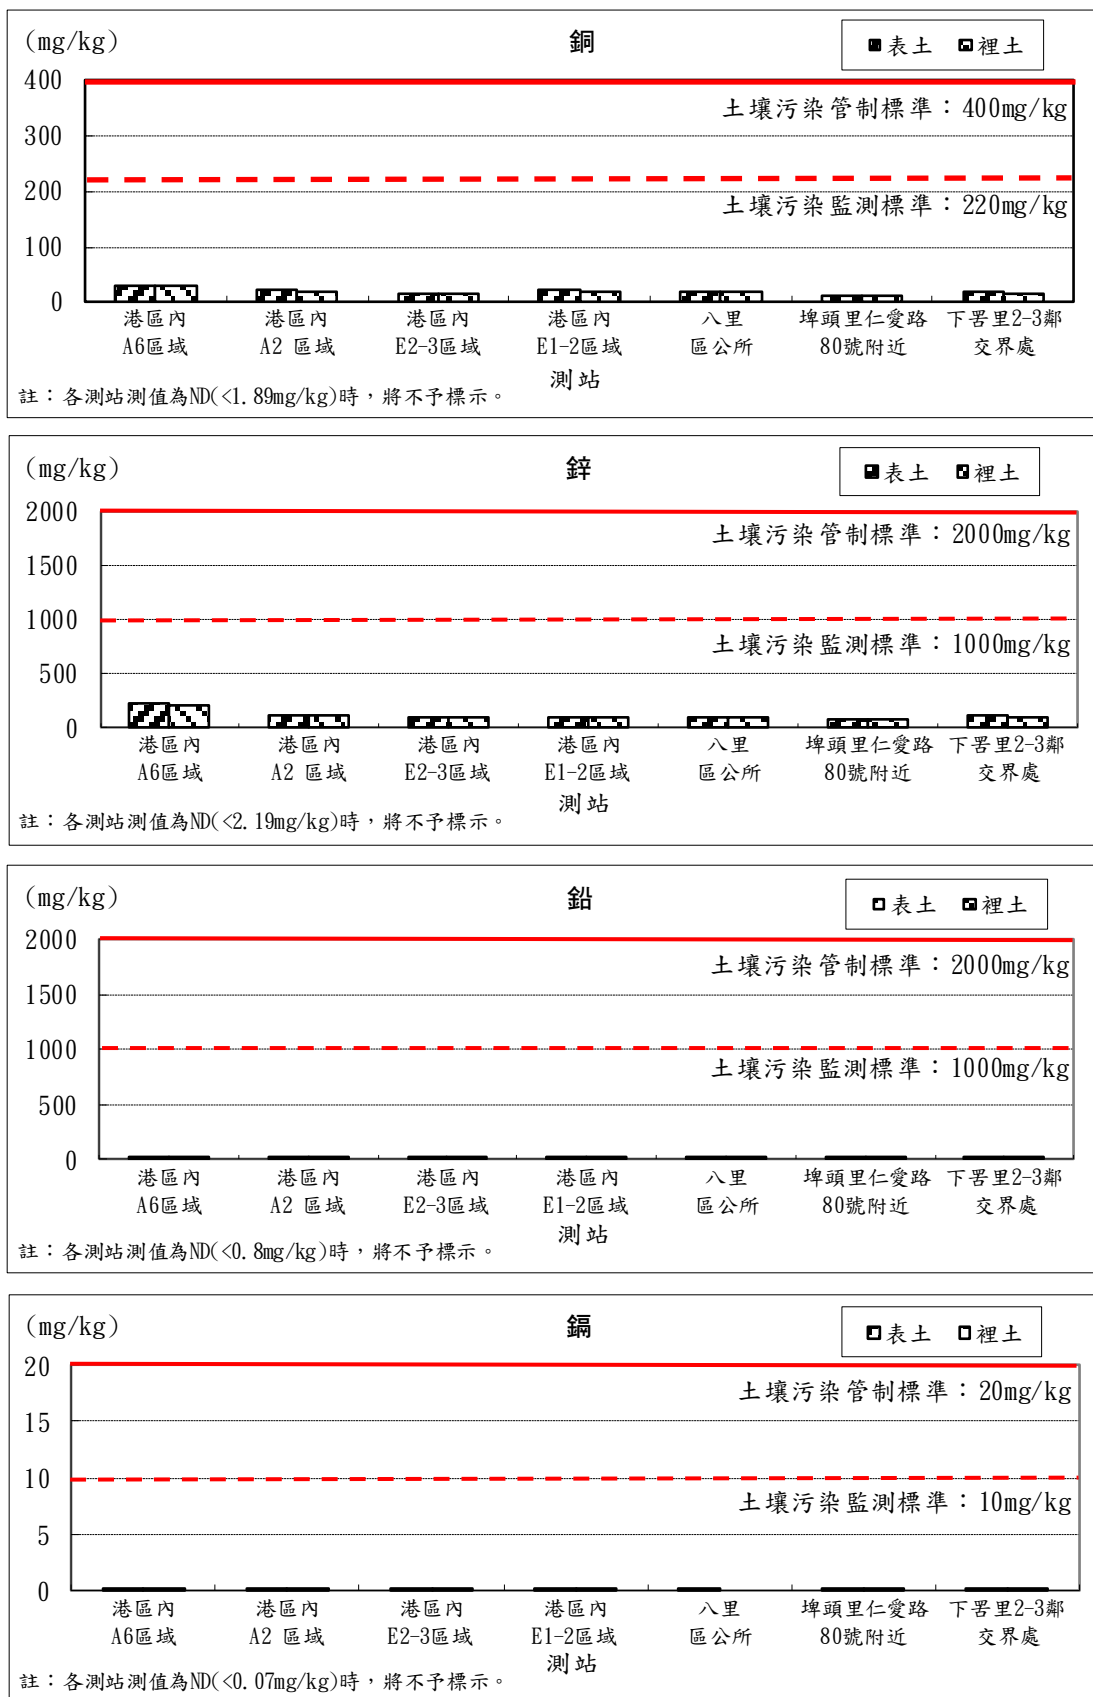 (mg/kg)
銅
表土 裡土
400
土壤污染管制標準：400mg/kg
300
200
土壤污染監測標準：220mg/kg
100
0
港區內 港區內 港區內 港區內 八里 埤頭里仁愛路 下罟里2-3鄰
A6區域 A2 區域 E2-3區域 E1-2區域 區公所 80號附近 交界處
測站
註：各測站測值為ND(<1.89mg/kg)時，將不予標示。
(mg/kg)
鋅
表土 裡土
2000
土壤污染管制標準：2000mg/kg
1500
1000
土壤污染監測標準：1000mg/kg
500
0
港區內 港區內 港區內 港區內 八里 埤頭里仁愛路 下罟里2-3鄰
A6區域 A2 區域 E2-3區域 E1-2區域 區公所 80號附近 交界處
測站
註：各測站測值為ND(<2.19mg/kg)時，將不予標示。
(mg/kg)
鉛
表土 裡土
2000
土壤污染管制標準：2000mg/kg
1500
1000
土壤污染監測標準：1000mg/kg
500
0
港區內 港區內 港區內 港區內 八里 埤頭里仁愛路 下罟里2-3鄰
A6區域 A2 區域 E2-3區域 E1-2區域 區公所 80號附近 交界處
測站
註：各測站測值為ND(<0.8mg/kg)時，將不予標示。
(mg/kg)
鎘
表土 裡土
20
土壤污染管制標準：20mg/kg
15
10
土壤污染監測標準：10mg/kg
5
0
港區內 港區內 港區內 港區內 八里 埤頭里仁愛路 下罟里2-3鄰
A6區域 A2 區域 E2-3區域 E1-2區域 區公所 80號附近 交界處
測站
註：各測站測值為ND(<0.07mg/kg)時，將不予標示。